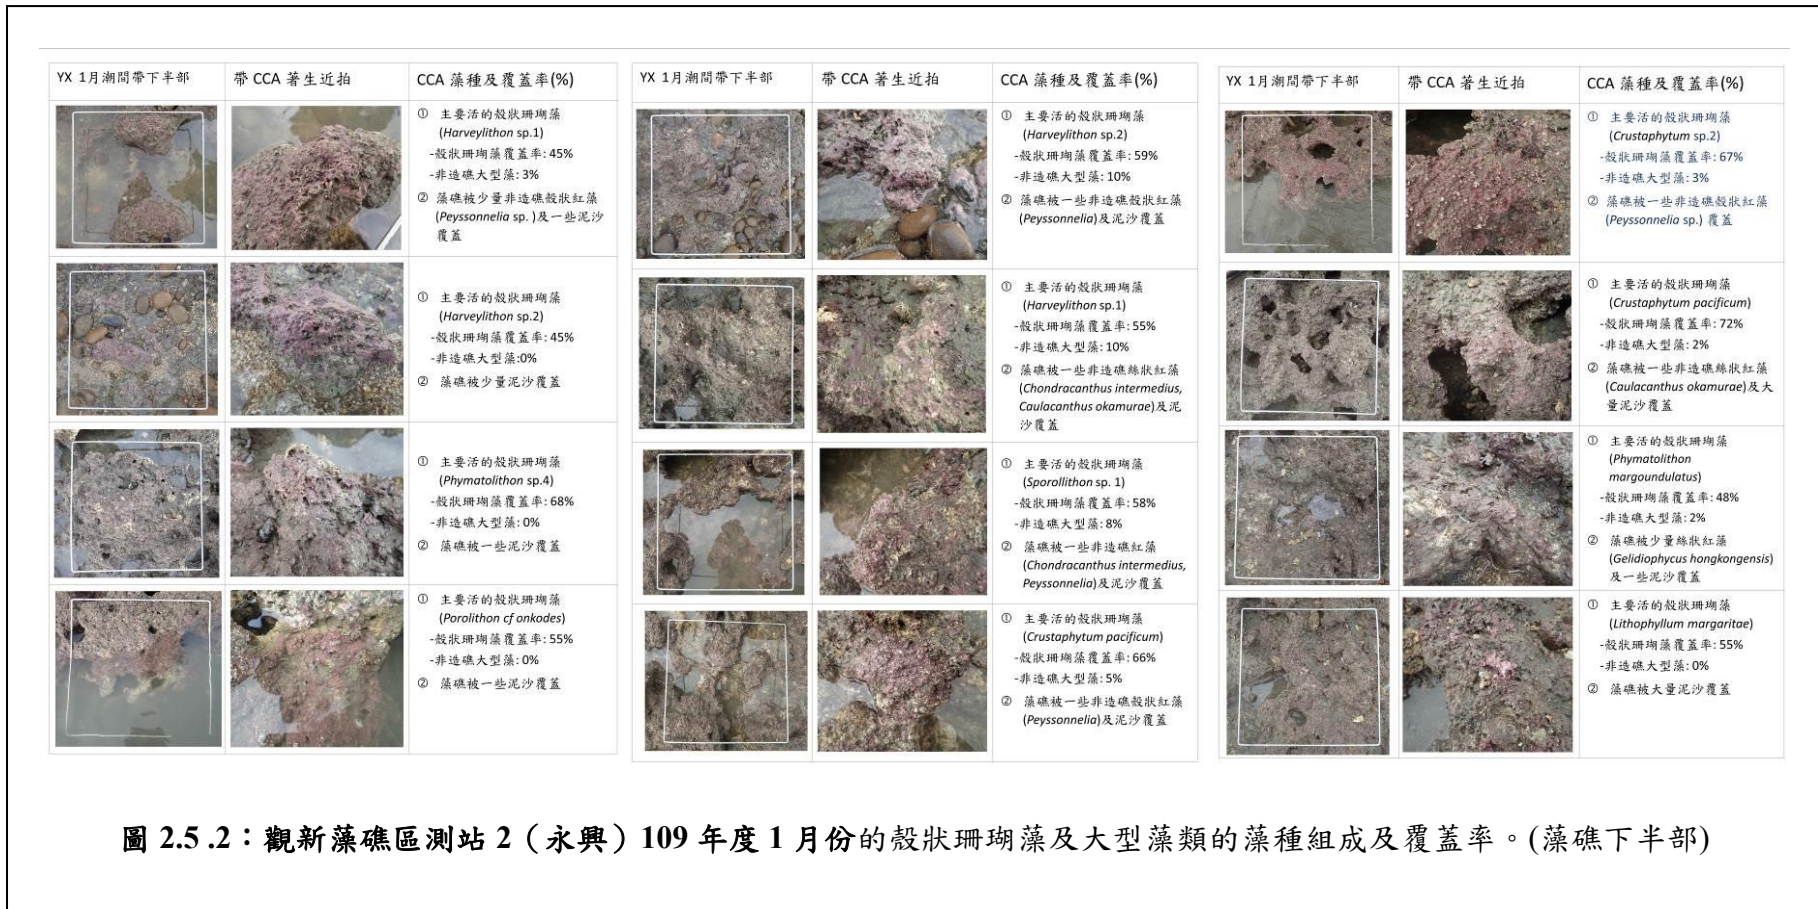 YX 1月潮間帶下半部
帶 CCA 著生近拍
CCA 藻種及覆蓋率(%)
① 主要活的殼狀珊瑚藻
(Harveylithon sp.1)
-殼狀珊瑚藻覆蓋率: 45%
-非造礁大型藻: 3%
② 藻礁被少量非造礁殼狀紅藻
(Peyssonnelia sp. )及一些泥沙
覆蓋
① 主要活的殼狀珊瑚藻
(Harveylithon sp.2)
-殼狀珊瑚藻覆蓋率: 45%
-非造礁大型藻:0%
② 藻礁被少量泥沙覆蓋
① 主要活的殼狀珊瑚藻
(Phymatolithon sp.4)
-殼狀珊瑚藻覆蓋率: 68%
-非造礁大型藻: 0%
② 藻礁被一些泥沙覆蓋
① 主要活的殼狀珊瑚藻
(Porolithon cf onkodes)
-殼狀珊瑚藻覆蓋率: 55%
-非造礁大型藻: 0%
② 藻礁被一些泥沙覆蓋
YX 1月潮間帶下半部
帶 CCA 著生近拍
CCA 藻種及覆蓋率(%)
① 主要活的殼狀珊瑚藻
(Harveylithon sp.2)
-殼狀珊瑚藻覆蓋率: 59%
-非造礁大型藻: 10%
② 藻礁被一些非造礁殼狀紅藻
(Peyssonnelia)及泥沙覆蓋
① 主要活的殼狀珊瑚藻
(Harveylithon sp.1)
-殼狀珊瑚藻覆蓋率: 55%
-非造礁大型藻: 10%
② 藻礁被一些非造礁絲狀紅藻
(Chondracanthus intermedius,
Caulacanthus okamurae)及泥
沙覆蓋
① 主要活的殼狀珊瑚藻
(Sporollithon sp. 1)
-殼狀珊瑚藻覆蓋率: 58%
-非造礁大型藻: 8%
② 藻礁被一些非造礁紅藻
(Chondracanthus intermedius,
Peyssonnelia)及泥沙覆蓋
① 主要活的殼狀珊瑚藻
(Crustaphytum pacificum)
-殼狀珊瑚藻覆蓋率: 66%
-非造礁大型藻: 5%
② 藻礁被一些非造礁殼狀紅藻
(Peyssonnelia)及泥沙覆蓋
YX 1月潮間帶下半部
帶 CCA 著生近拍
CCA 藻種及覆蓋率(%)
① 主要活的殼狀珊瑚藻
(Crustaphytum sp.2)
-殼狀珊瑚藻覆蓋率: 67%
-非造礁大型藻: 3%
② 藻礁被一些非造礁殼狀紅藻
(Peyssonnelia sp.) 覆蓋
① 主要活的殼狀珊瑚藻
(Crustaphytum pacificum)
-殼狀珊瑚藻覆蓋率: 72%
-非造礁大型藻: 2%
② 藻礁被一些非造礁絲狀紅藻
(Caulacanthus okamurae)及大
量泥沙覆蓋
① 主要活的殼狀珊瑚藻
(Phymatolithon
margoundulatus)
-殼狀珊瑚藻覆蓋率: 48%
-非造礁大型藻: 2%
② 藻礁被少量絲狀紅藻
(Gelidiophycus hongkongensis)
及一些泥沙覆蓋
① 主要活的殼狀珊瑚藻
(Lithophyllum margaritae)
-殼狀珊瑚藻覆蓋率: 55%
-非造礁大型藻: 0%
② 藻礁被大量泥沙覆蓋
圖 2.5 .2：觀新藻礁區測站 2（永興）109 年度 1 月份的殼狀珊瑚藻及大型藻類的藻種組成及覆蓋率。(藻礁下半部)